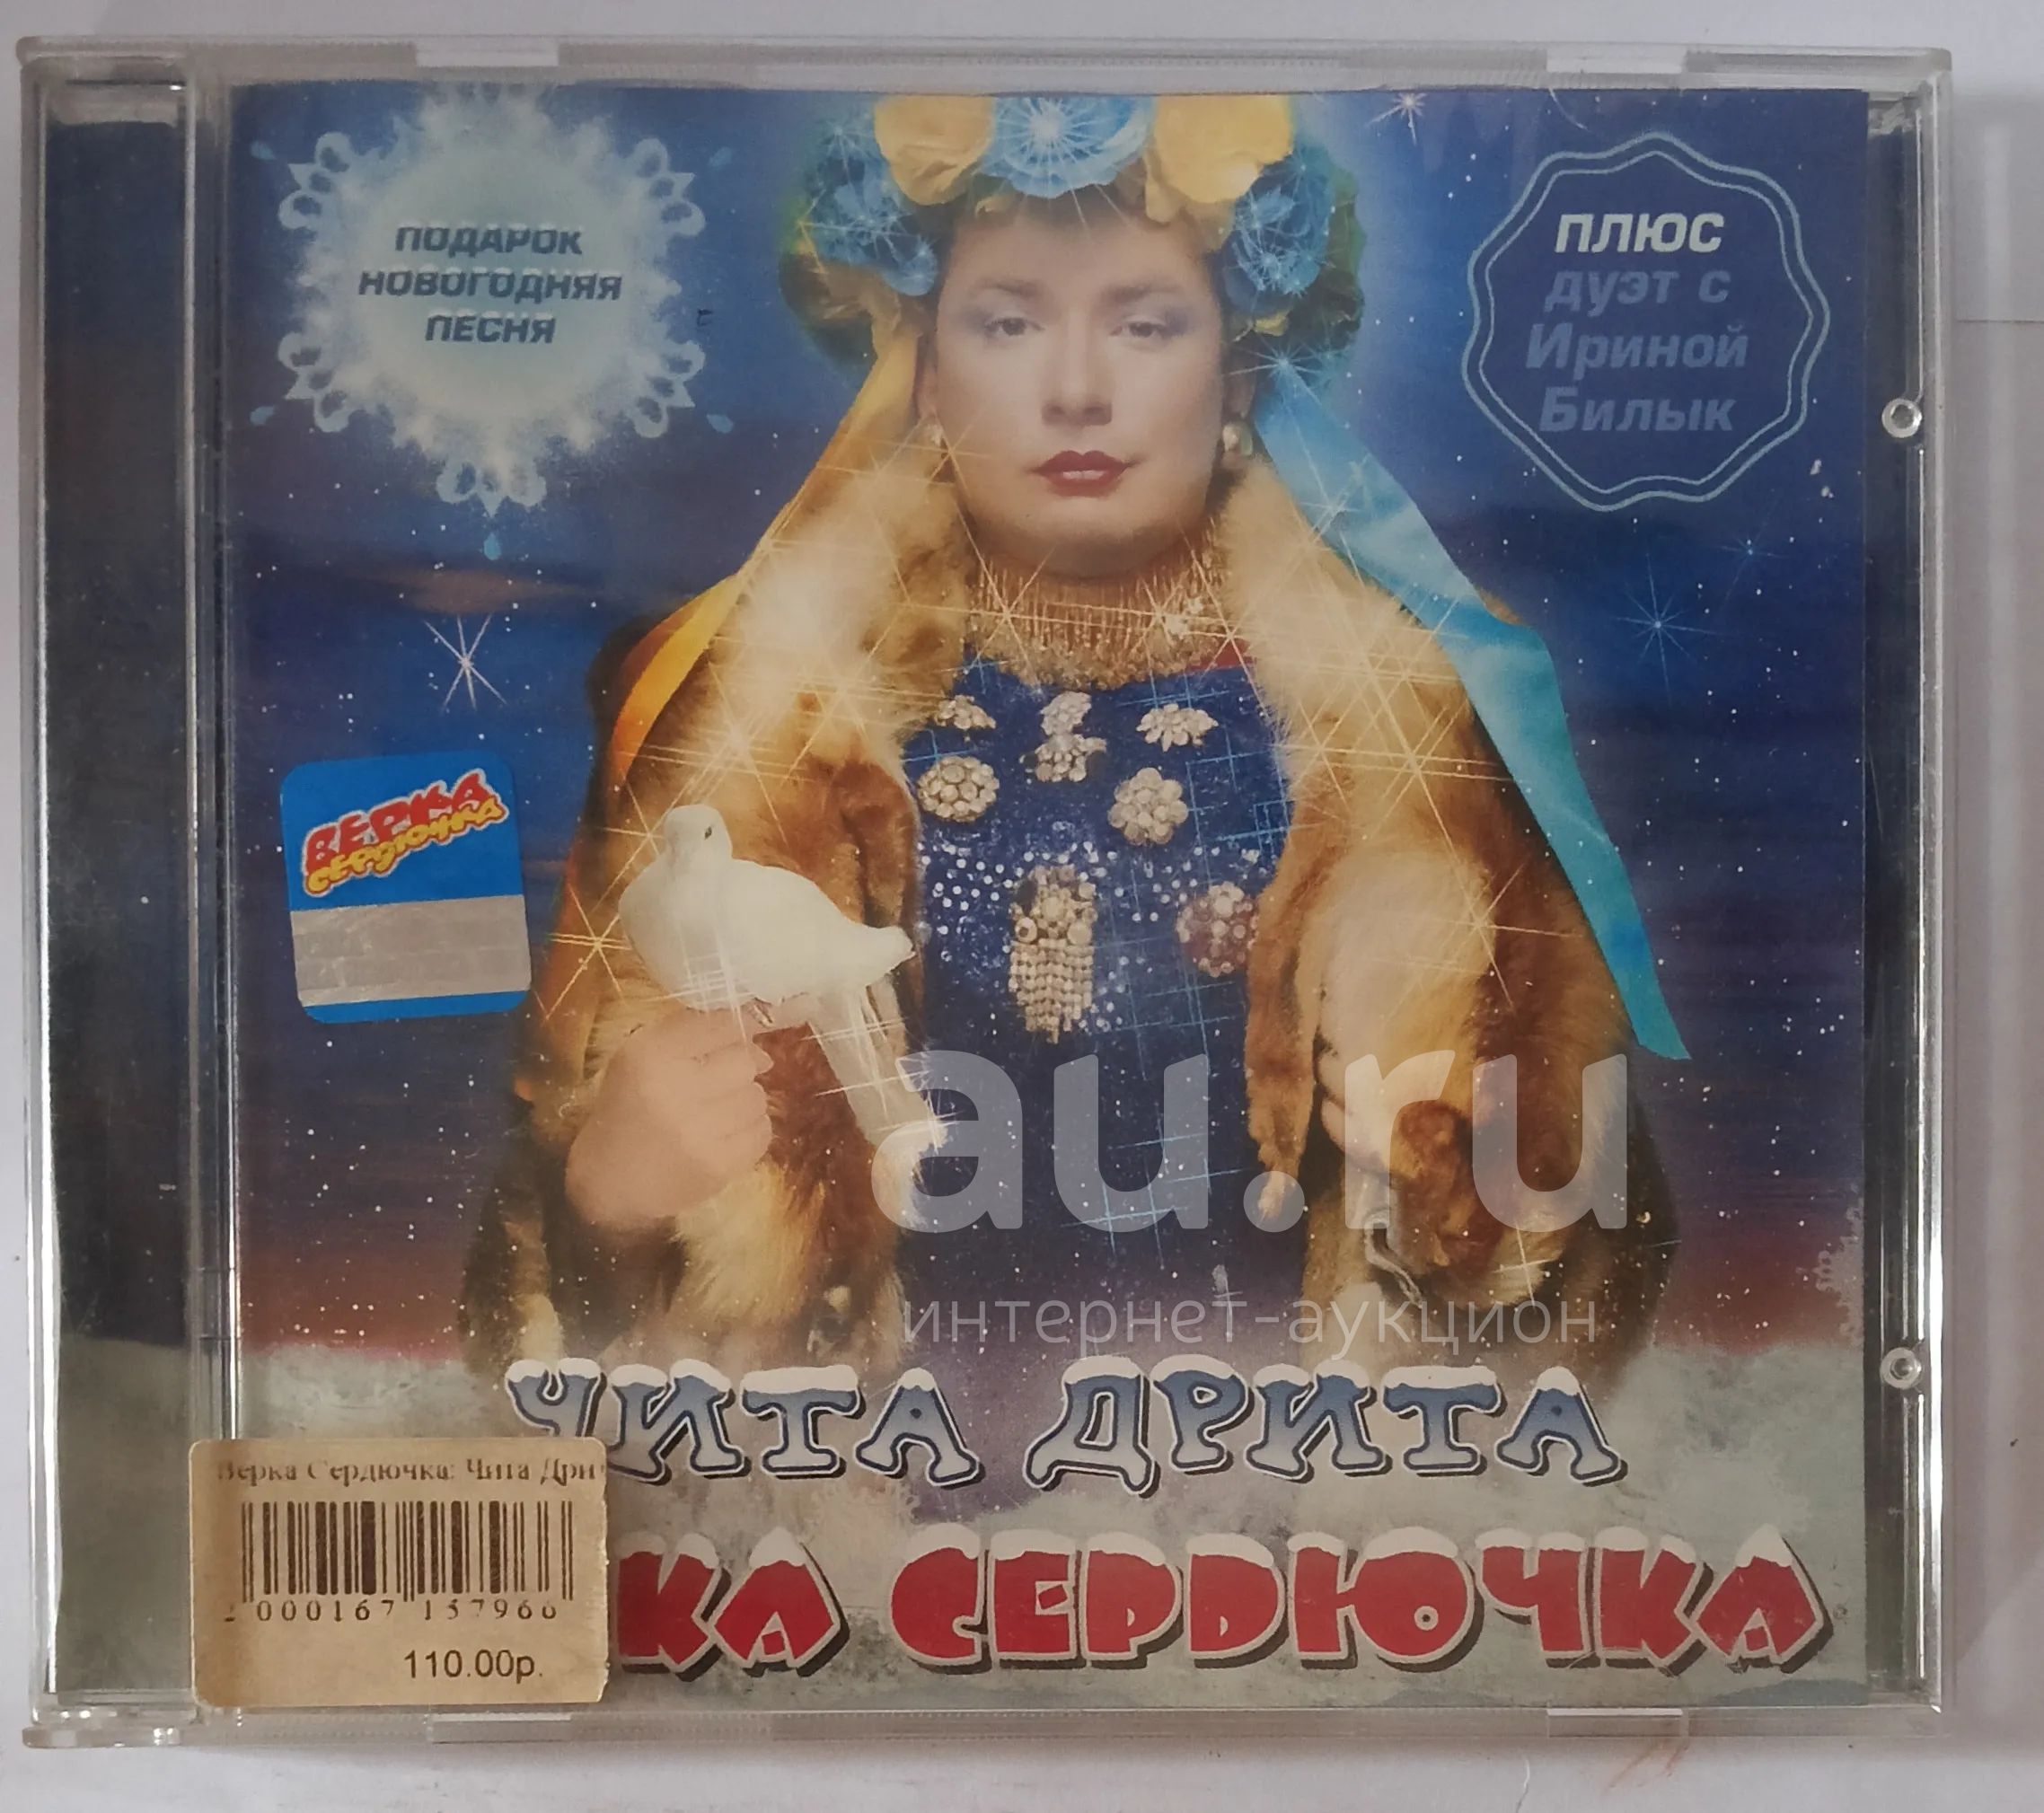 ПОДАРОК
НОВОГОДНЯЯ
ПЕСНЯ
ПЛЮС
дуэт с
Ириной
Билык
ВЕРКА
СЕРДЮЧКА
au.ru
интернет-аукцион
ЧИТА ДРИТА
КА СЕРДЮЧКА
Верка Сердючка: Чита Дри
2 000167 157966
110.00р.